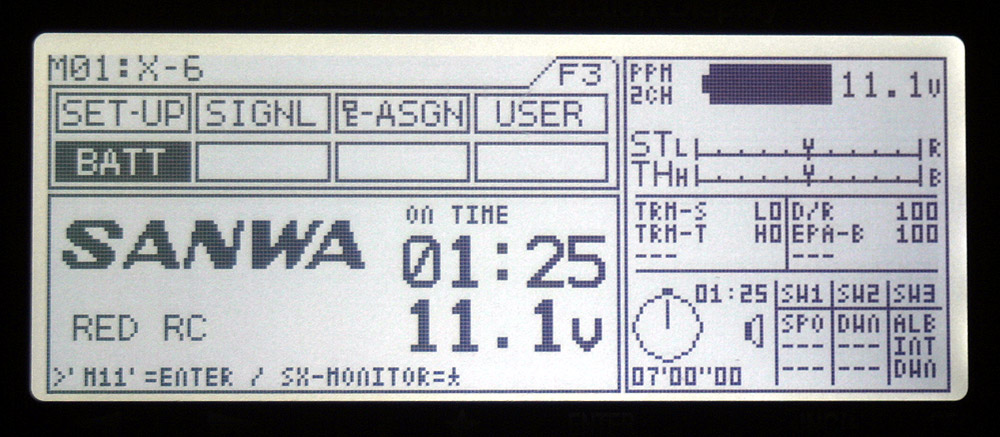 M01:X-6
F3
SET-UP SIGNL E-ASGN USER
BATT
SANWA
ON TIME
01:25
RED RC
11.1v
>'M11'=ENTER / SX-MONITOR=*
PPM
2CH
11.1v
ST L R
TH H B
TRM-S L0 D/R 100
TRM-T H0 EPA-B 100
--- ---
01:25
07'00"00
SW1 SW2 SW3
SPO DWN ALB
--- --- INT
--- --- DWN